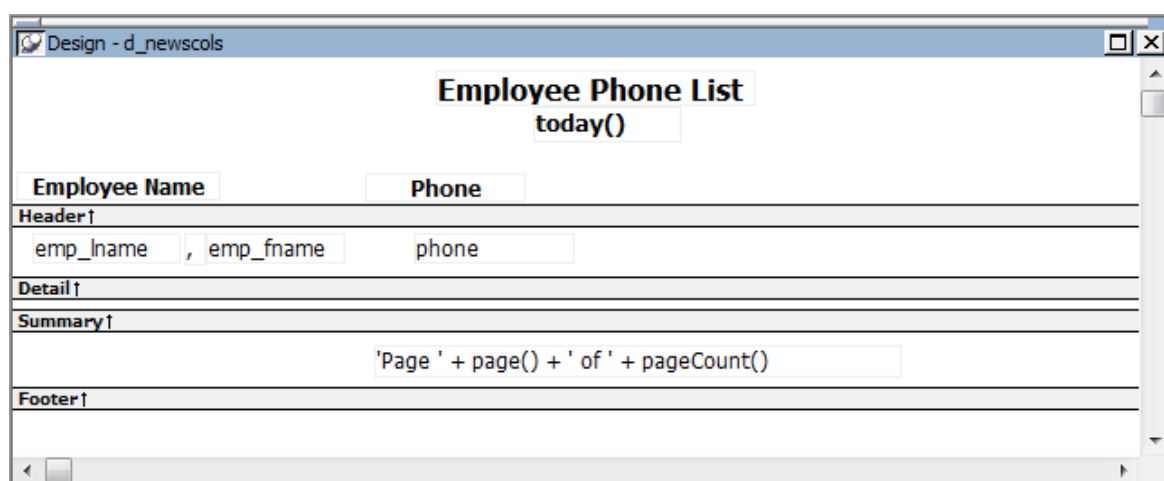 Design - d_newscols
Employee Phone List
today()
Employee Name Phone
Header↑
emp_lname , emp_fname phone
Detail↑
Summary↑
'Page ' + page() + ' of ' + pageCount()
Footer↑